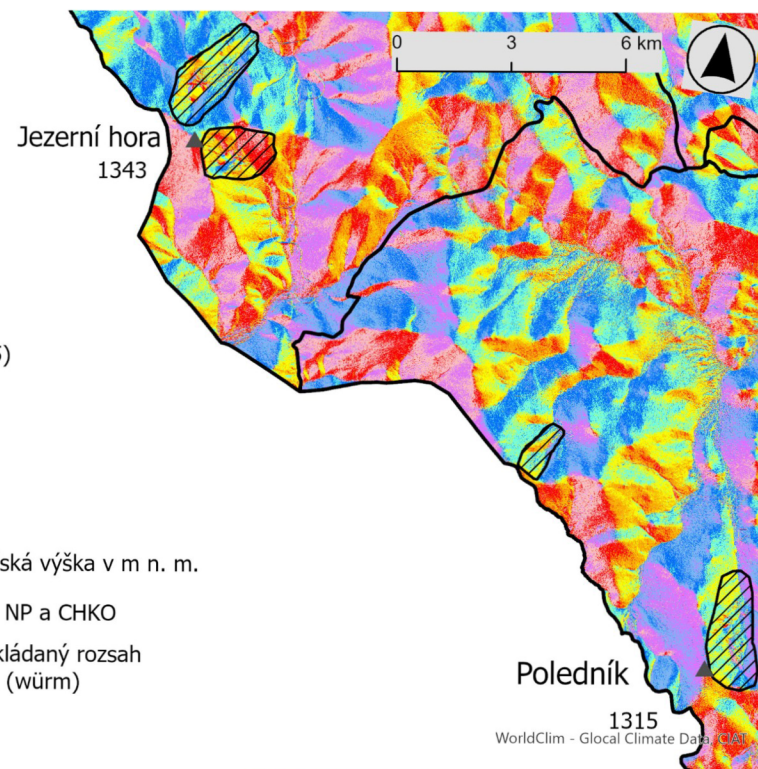 0 3 6 km
Jezerní hora
1343
5)
ská výška v m n. m.
NP a CHKO
kládaný rozsah
(würm)
Poledník
1315
WorldClim - Glocal Climate Data, CIAT